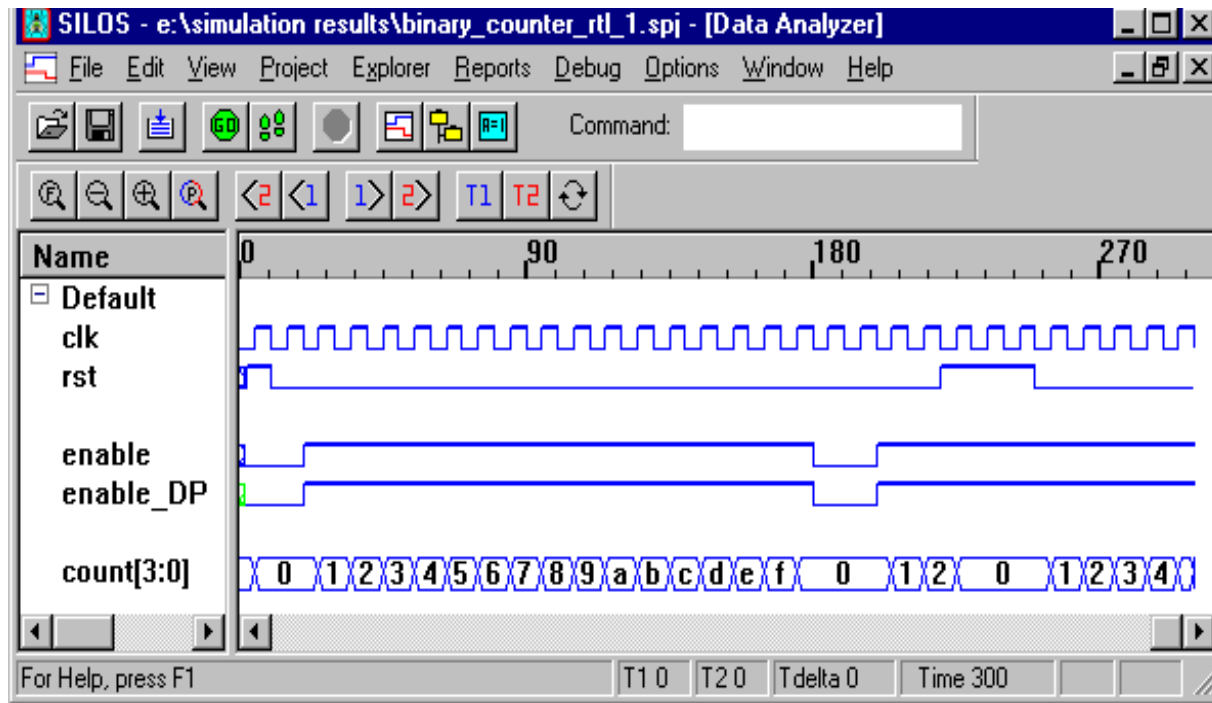 SILOS - e:\simulation results\binary_counter_rtl_1.spj - [Data Analyzer]
File Edit View Project Explorer Reports Debug Options Window Help
GO A=1 Command:
F P <2 <1 1> 2> T1 T2
Name 0 90 180 270
Default
clk
rst
enable
enable_DP
count[3:0] 0 1 2 3 4 5 6 7 8 9 a b c d e f 0 1 2 0 1 2 3 4
For Help, press F1 T1 0 T2 0 Tdelta 0 Time 300